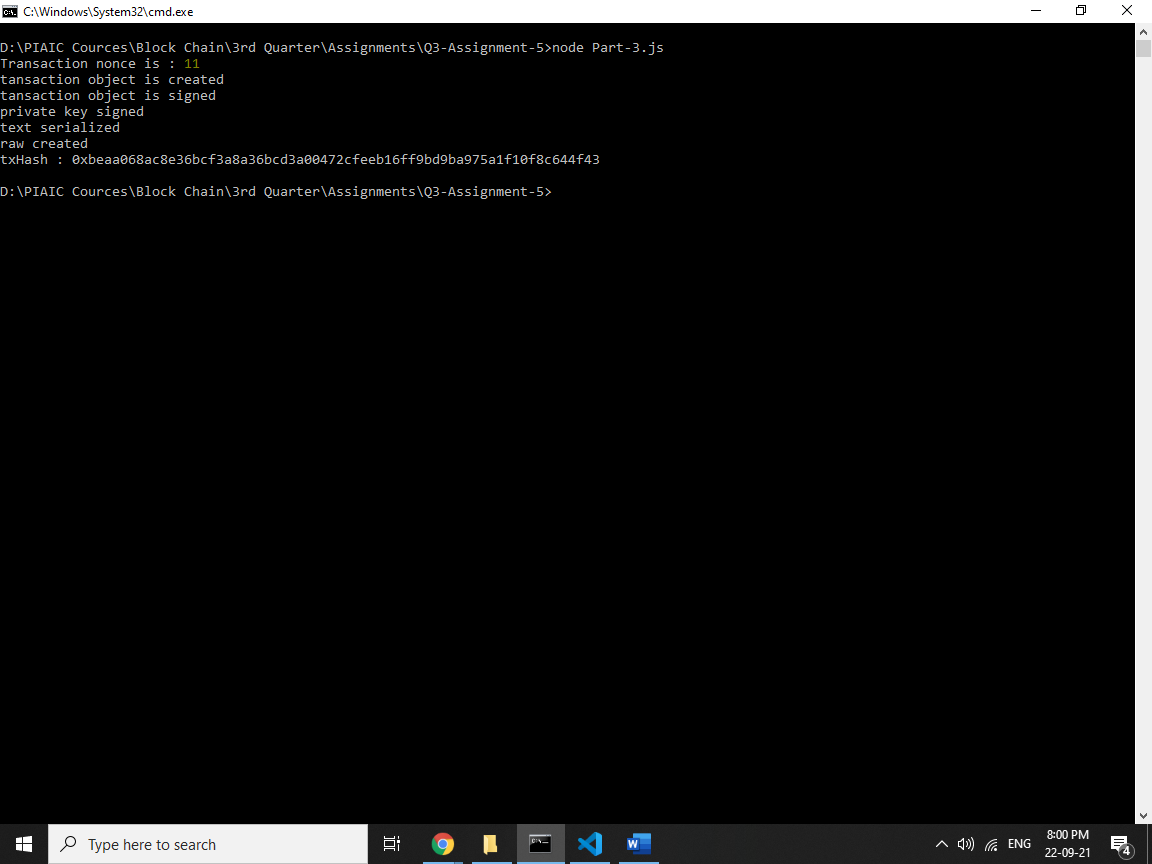 C:\Windows\System32\cmd.exe
D:\PIAIC Cources\Block Chain\3rd Quarter\Assignments\Q3-Assignment-5>node Part-3.js
Transaction nonce is : 11
tansaction object is created
tansaction object is signed
private key signed
text serialized
raw created
txHash : 0xbeaa068ac8e36bcf3a8a36bcd3a00472cfeeb16ff9bd9ba975a1f10f8c644f43
D:\PIAIC Cources\Block Chain\3rd Quarter\Assignments\Q3-Assignment-5>
Type here to search
ENG
8:00 PM
22-09-21
4